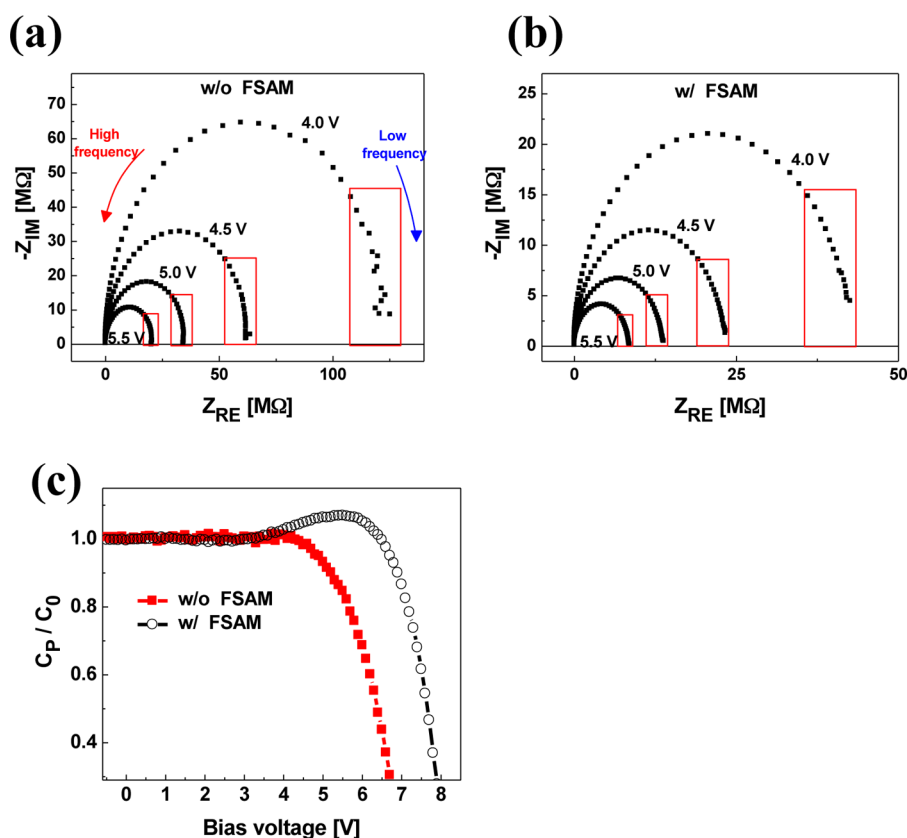 (a)
w/o FSAM
70
60
50
40
30
20
10
0
-Z_IM [MΩ]
High
frequency
4.0 V
Low
frequency
4.5 V
5.0 V
5.5 V
0
50
100
Z_RE [MΩ]
(b)
w/ FSAM
25
20
15
10
5
0
-Z_IM [MΩ]
4.0 V
4.5 V
5.0 V
5.5 V
0
25
50
Z_RE [MΩ]
(c)
1.0
0.8
0.6
0.4
C_P / C_0
w/o FSAM
w/ FSAM
0 1 2 3 4 5 6 7 8
Bias voltage [V]